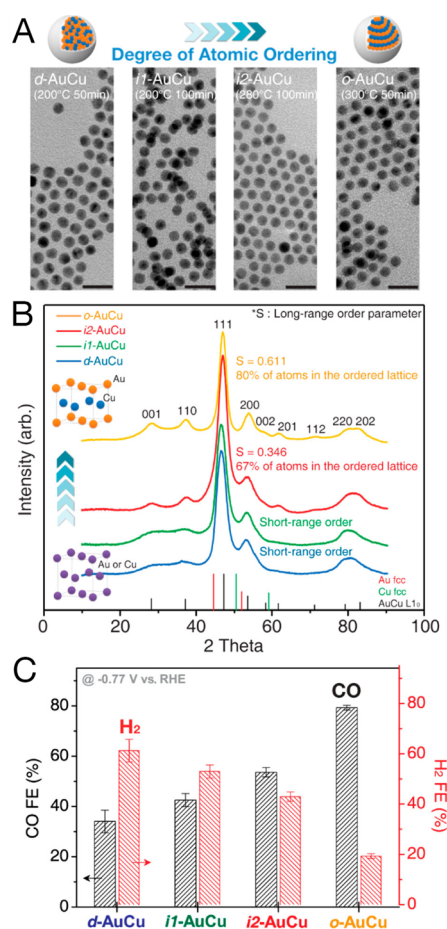 A
Degree of Atomic Ordering
d-AuCu
(200°C 50min)
i1-AuCu
(200°C 100min)
i2-AuCu
(280°C 100min)
o-AuCu
(300°C 50min)
B
o-AuCu
i2-AuCu
i1-AuCu
d-AuCu
*S : Long-range order parameter
Au
Cu
111
S = 0.611
80% of atoms in the ordered lattice
001
110
200
002
201
112
220
202
S = 0.346
67% of atoms in the ordered lattice
Short-range order
Short-range order
Au or Cu
Au fcc
Cu fcc
AuCu L1₀
Intensity (arb.)
0
20
40
60
80
100
2 Theta
C
@ -0.77 V vs. RHE
CO
H₂
CO FE (%)
80
60
40
20
0
H₂ FE (%)
80
60
40
20
0
d-AuCu
i1-AuCu
i2-AuCu
o-AuCu